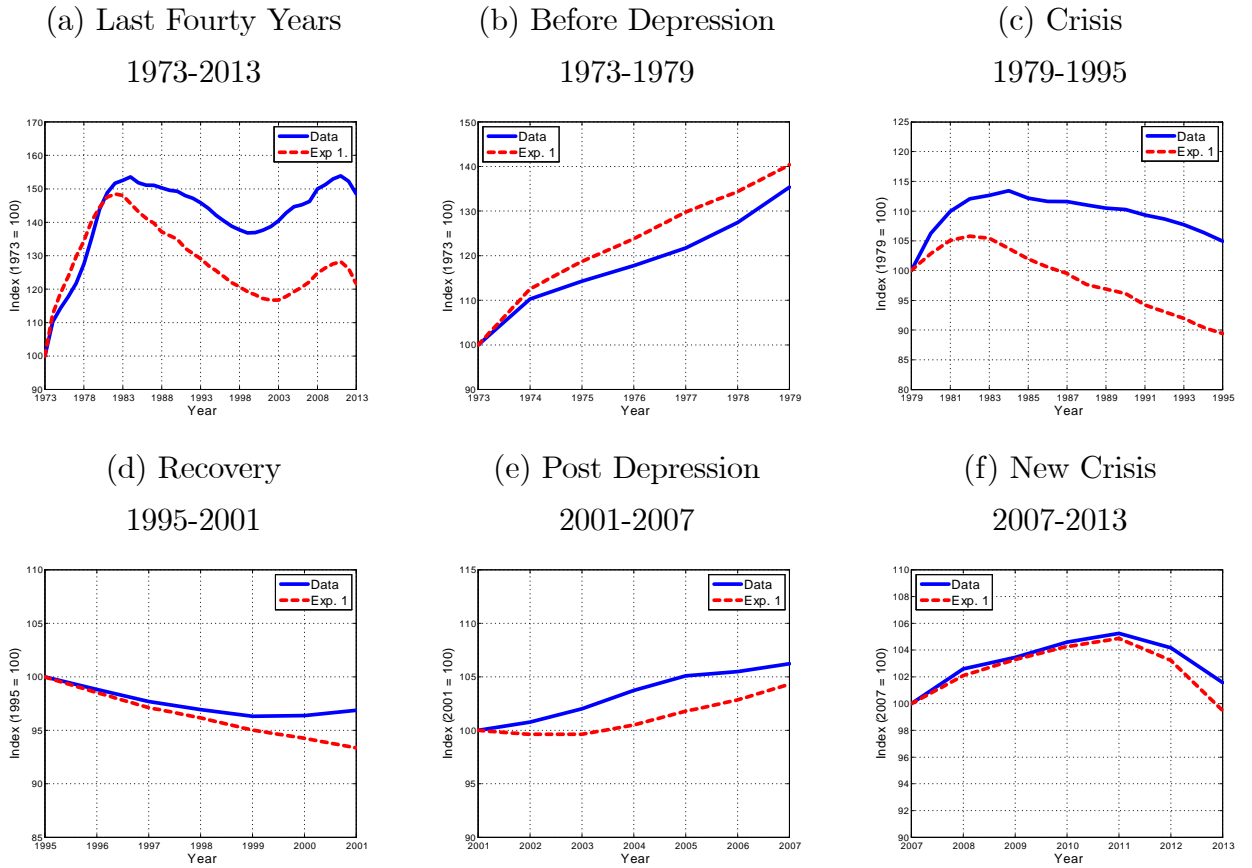 (a) Last Fourty Years
1973-2013
170
160
150
140
130
120
110
100
90
Index (1973 = 100)
Data
Exp 1.
1973 1978 1983 1988 1993 1998 2003 2008 2013
Year
(b) Before Depression
1973-1979
150
140
130
120
110
100
90
Index (1973 = 100)
Data
Exp. 1
1973 1974 1975 1976 1977 1978 1979
Year
(c) Crisis
1979-1995
125
120
115
110
105
100
95
90
85
80
Index (1979 = 100)
Data
Exp. 1
1979 1981 1983 1985 1987 1989 1991 1993 1995
Year
(d) Recovery
1995-2001
110
105
100
95
90
85
Index (1995 = 100)
Data
Exp. 1
1995 1996 1997 1998 1999 2000 2001
Year
(e) Post Depression
2001-2007
115
110
105
100
95
90
Index (2001 = 100)
Data
Exp. 1
2001 2002 2003 2004 2005 2006 2007
Year
(f) New Crisis
2007-2013
110
108
106
104
102
100
98
96
94
92
90
Index (2007 = 100)
Data
Exp. 1
2007 2008 2009 2010 2011 2012 2013
Year